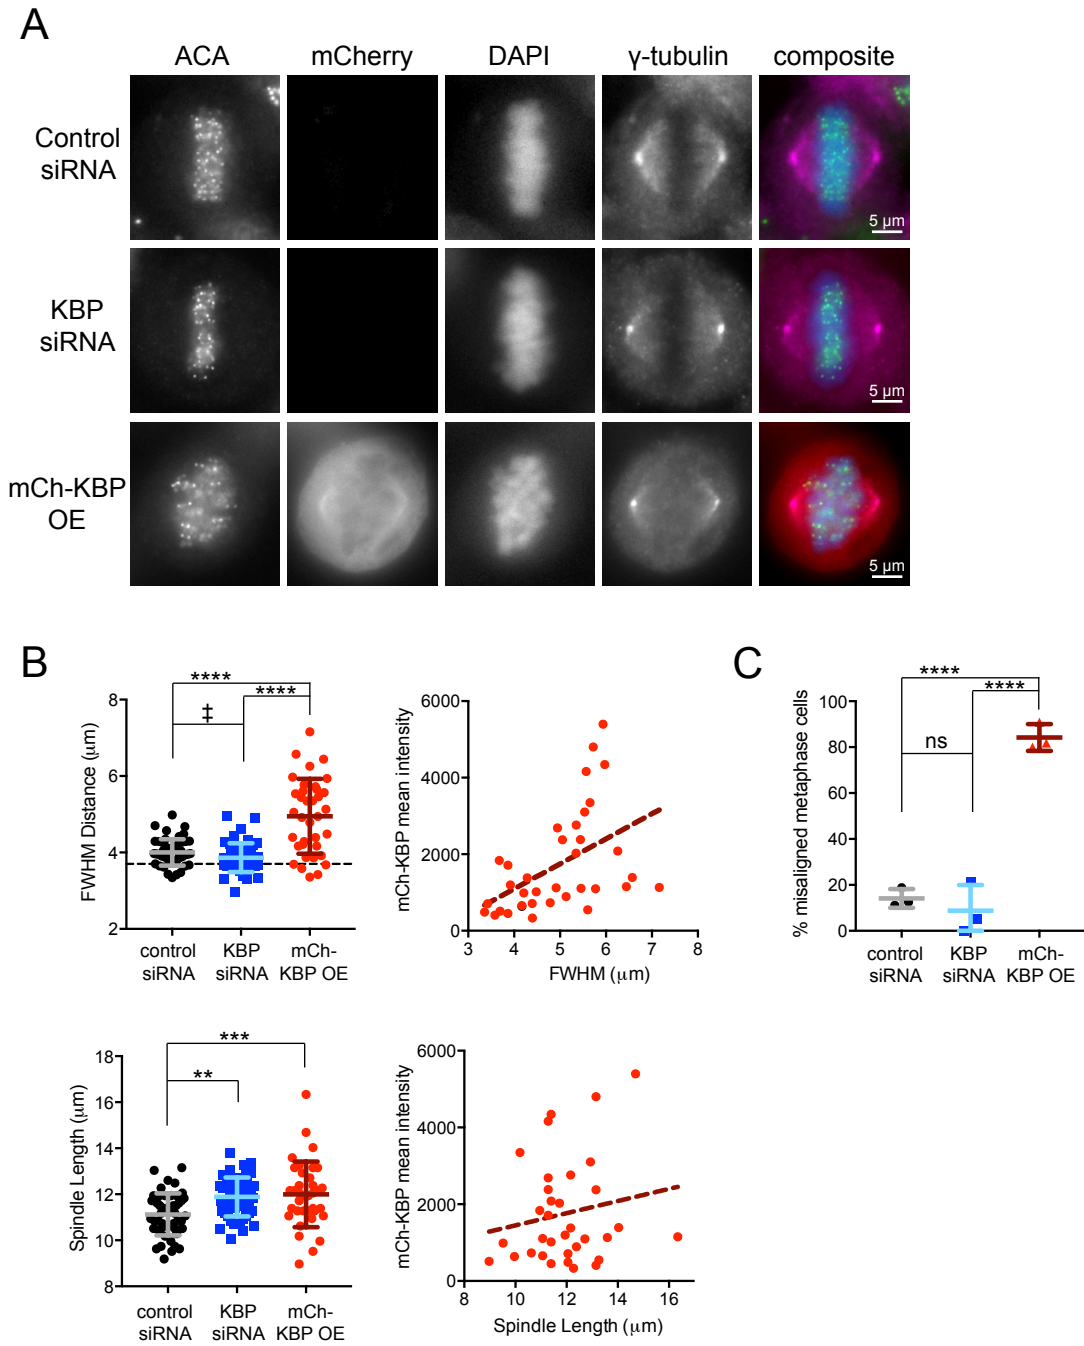 A
ACA mCherry DAPI γ-tubulin composite
Control
siRNA
5 µm
KBP
siRNA
5 µm
mCh-KBP
OE
5 µm
B
****
****
‡
FWHM Distance (µm)
8
6
4
2
control
siRNA
KBP
siRNA
mCh-
KBP OE
mCh-KBP mean intensity
6000
4000
2000
0
3 4 5 6 7 8
FWHM (µm)
C
****
****
ns
% misaligned metaphase cells
100
80
60
40
20
0
control
siRNA
KBP
siRNA
mCh-
KBP OE
***
**
Spindle Length (µm)
18
16
14
12
10
8
control
siRNA
KBP
siRNA
mCh-
KBP OE
mCh-KBP mean intensity
6000
4000
2000
0
8 10 12 14 16
Spindle Length (µm)